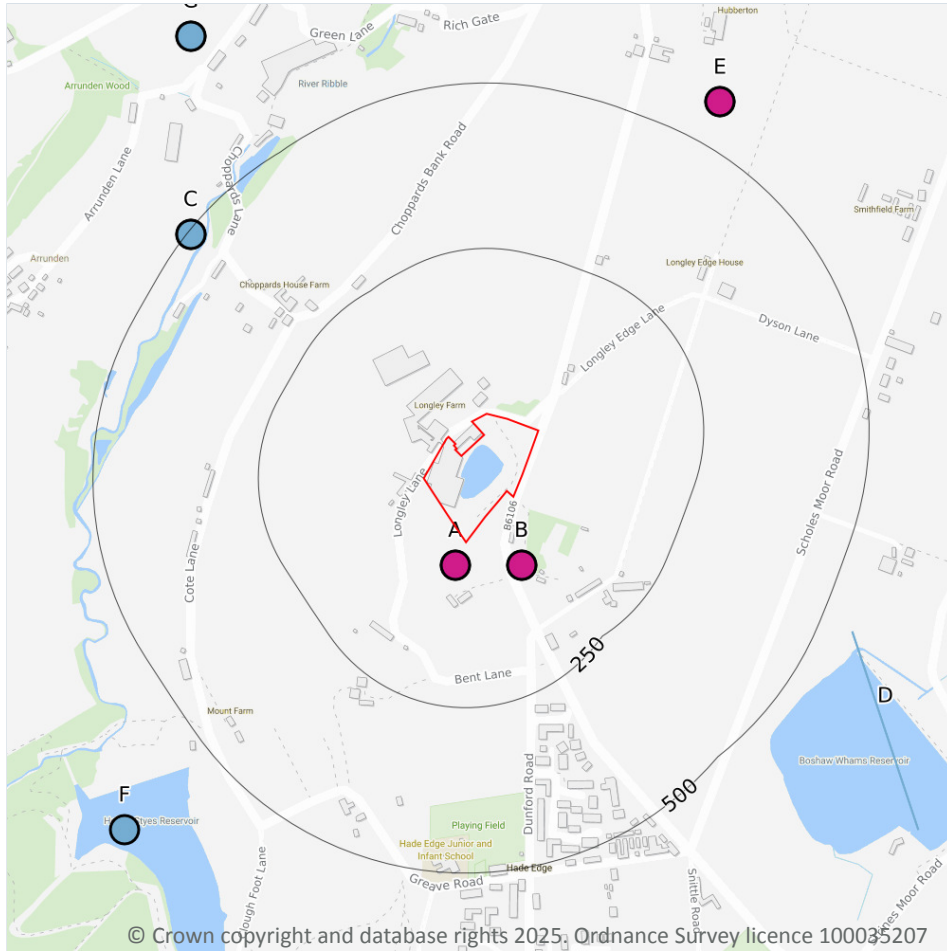 Hubberton
Green Lane
Rich Gate
E
River Ribble
Arrunden Wood
Choppards Lane
Choppards Bank Road
Arrunden Lane
C
Smithfield Farm
Arrunden
Longley Edge House
Choppards House Farm
Longley Edge Lane
Dyson Lane
Longley Farm
Longley Lane
B6106
Scholes Moor Road
A
B
Cote Lane
250
Bent Lane
D
Mount Farm
Boshaw Whams Reservoir
500
F
Reservoir
Dunford Road
Playing Field
Hade Edge Junior and
Infant School
Hade Edge
Greave Road
Snittle Road
Moor Road
© Crown copyright and database rights 2025. Ordnance Survey licence 100035207